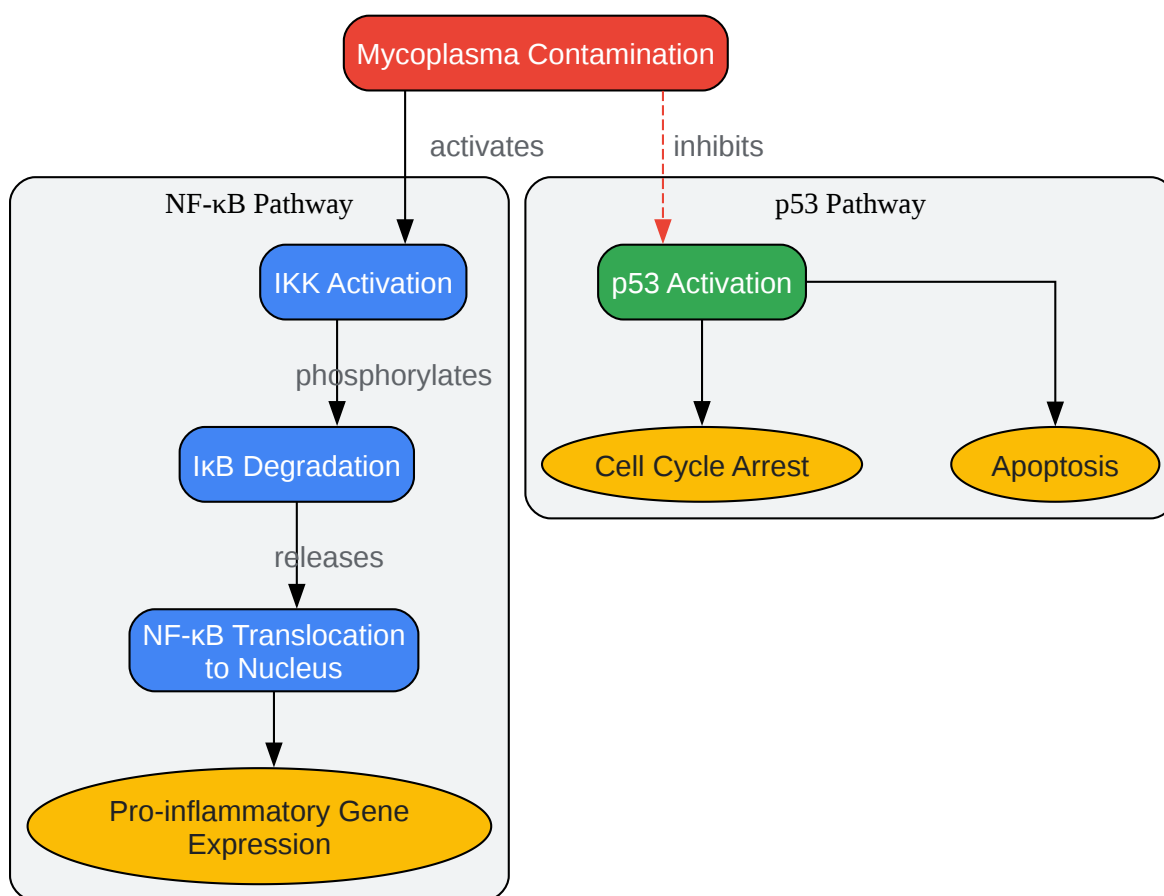 Mycoplasma Contamination
activates
inhibits
NF-κB Pathway
IKK Activation
phosphorylates
IκB Degradation
releases
NF-κB Translocation
to Nucleus
Pro-inflammatory Gene
Expression
p53 Pathway
p53 Activation
Cell Cycle Arrest
Apoptosis